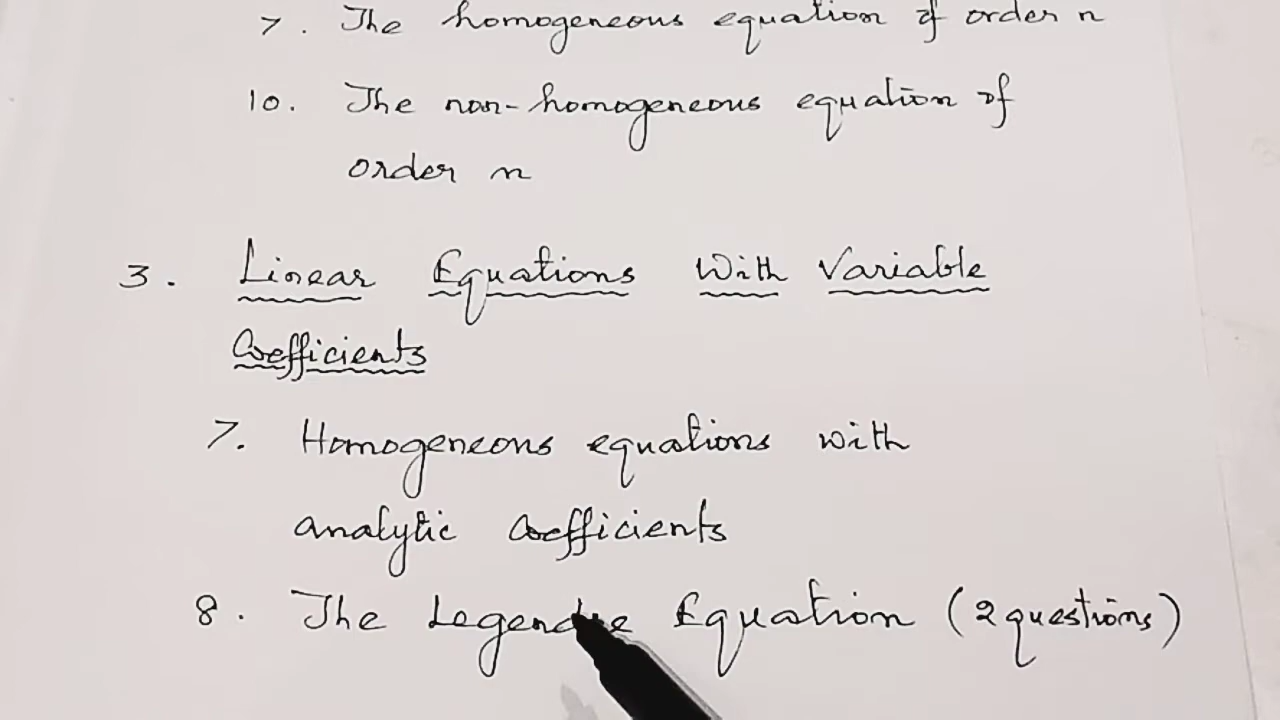 7. The homogeneous equation of order n
10. The non-homogeneous equation of
order n
3. Linear Equations With Variable
Coefficients
7. Homogeneous equations with
analytic coefficients
8. The Legendre Equation (2 questions)